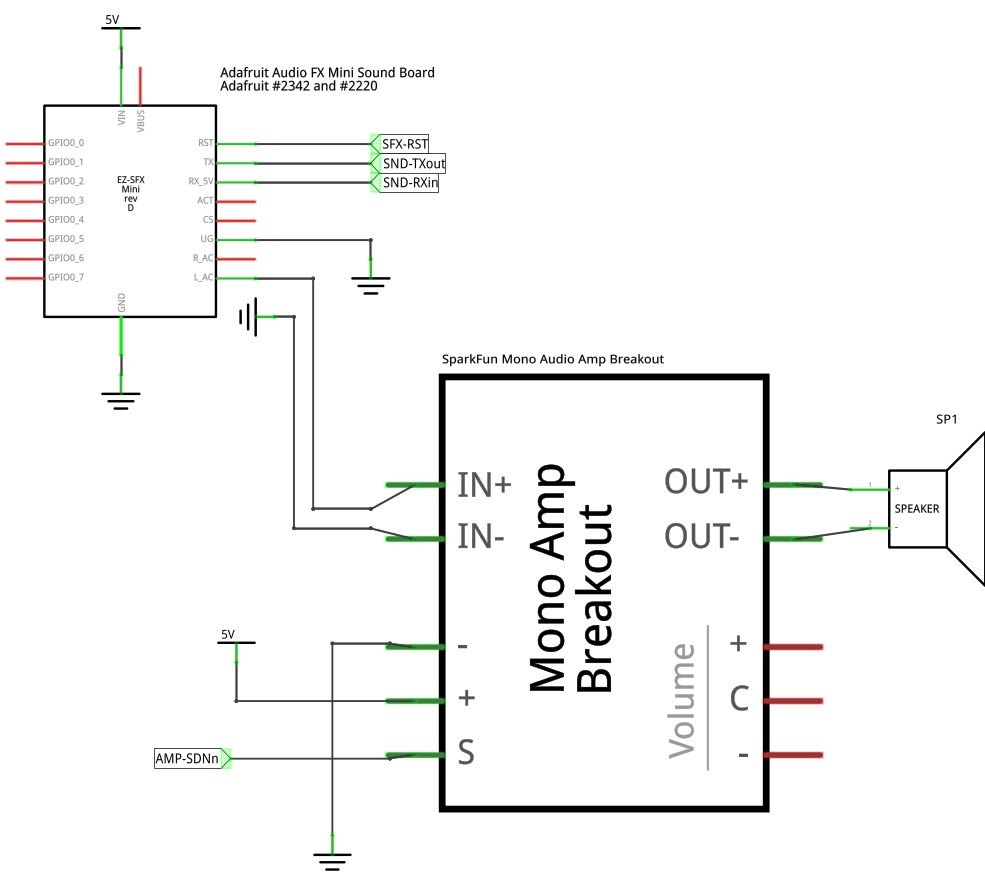 5V
Adafruit Audio FX Mini Sound Board
Adafruit #2342 and #2220
VIN
VBUS
GPIO0_0
GPIO0_1
GPIO0_2
GPIO0_3
GPIO0_4
GPIO0_5
GPIO0_6
GPIO0_7
EZ-SFX
Mini
rev
D
RST
TX
RX_5V
ACT
CS
UG
R_AC
L_AC
GND
SFX-RST
SND-TXout
SND-RXin
SparkFun Mono Audio Amp Breakout
IN+
IN-
-
+
S
Mono Amp
Breakout
OUT+
OUT-
Volume
+
C
-
SP1
1
+
SPEAKER
2
-
5V
AMP-SDNn